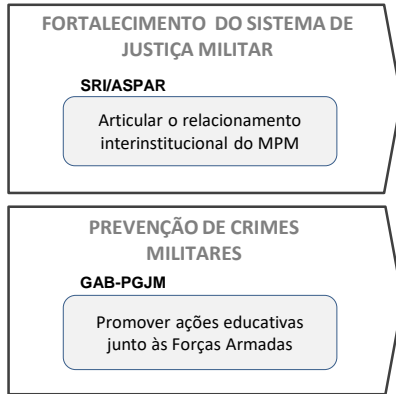 FORTALECIMENTO DO SISTEMA DE
JUSTIÇA MILITAR
SRI/ASPAR
Articular o relacionamento
interinstitucional do MPM
PREVENÇÃO DE CRIMES
MILITARES
GAB-PGJM
Promover ações educativas
junto às Forças Armadas